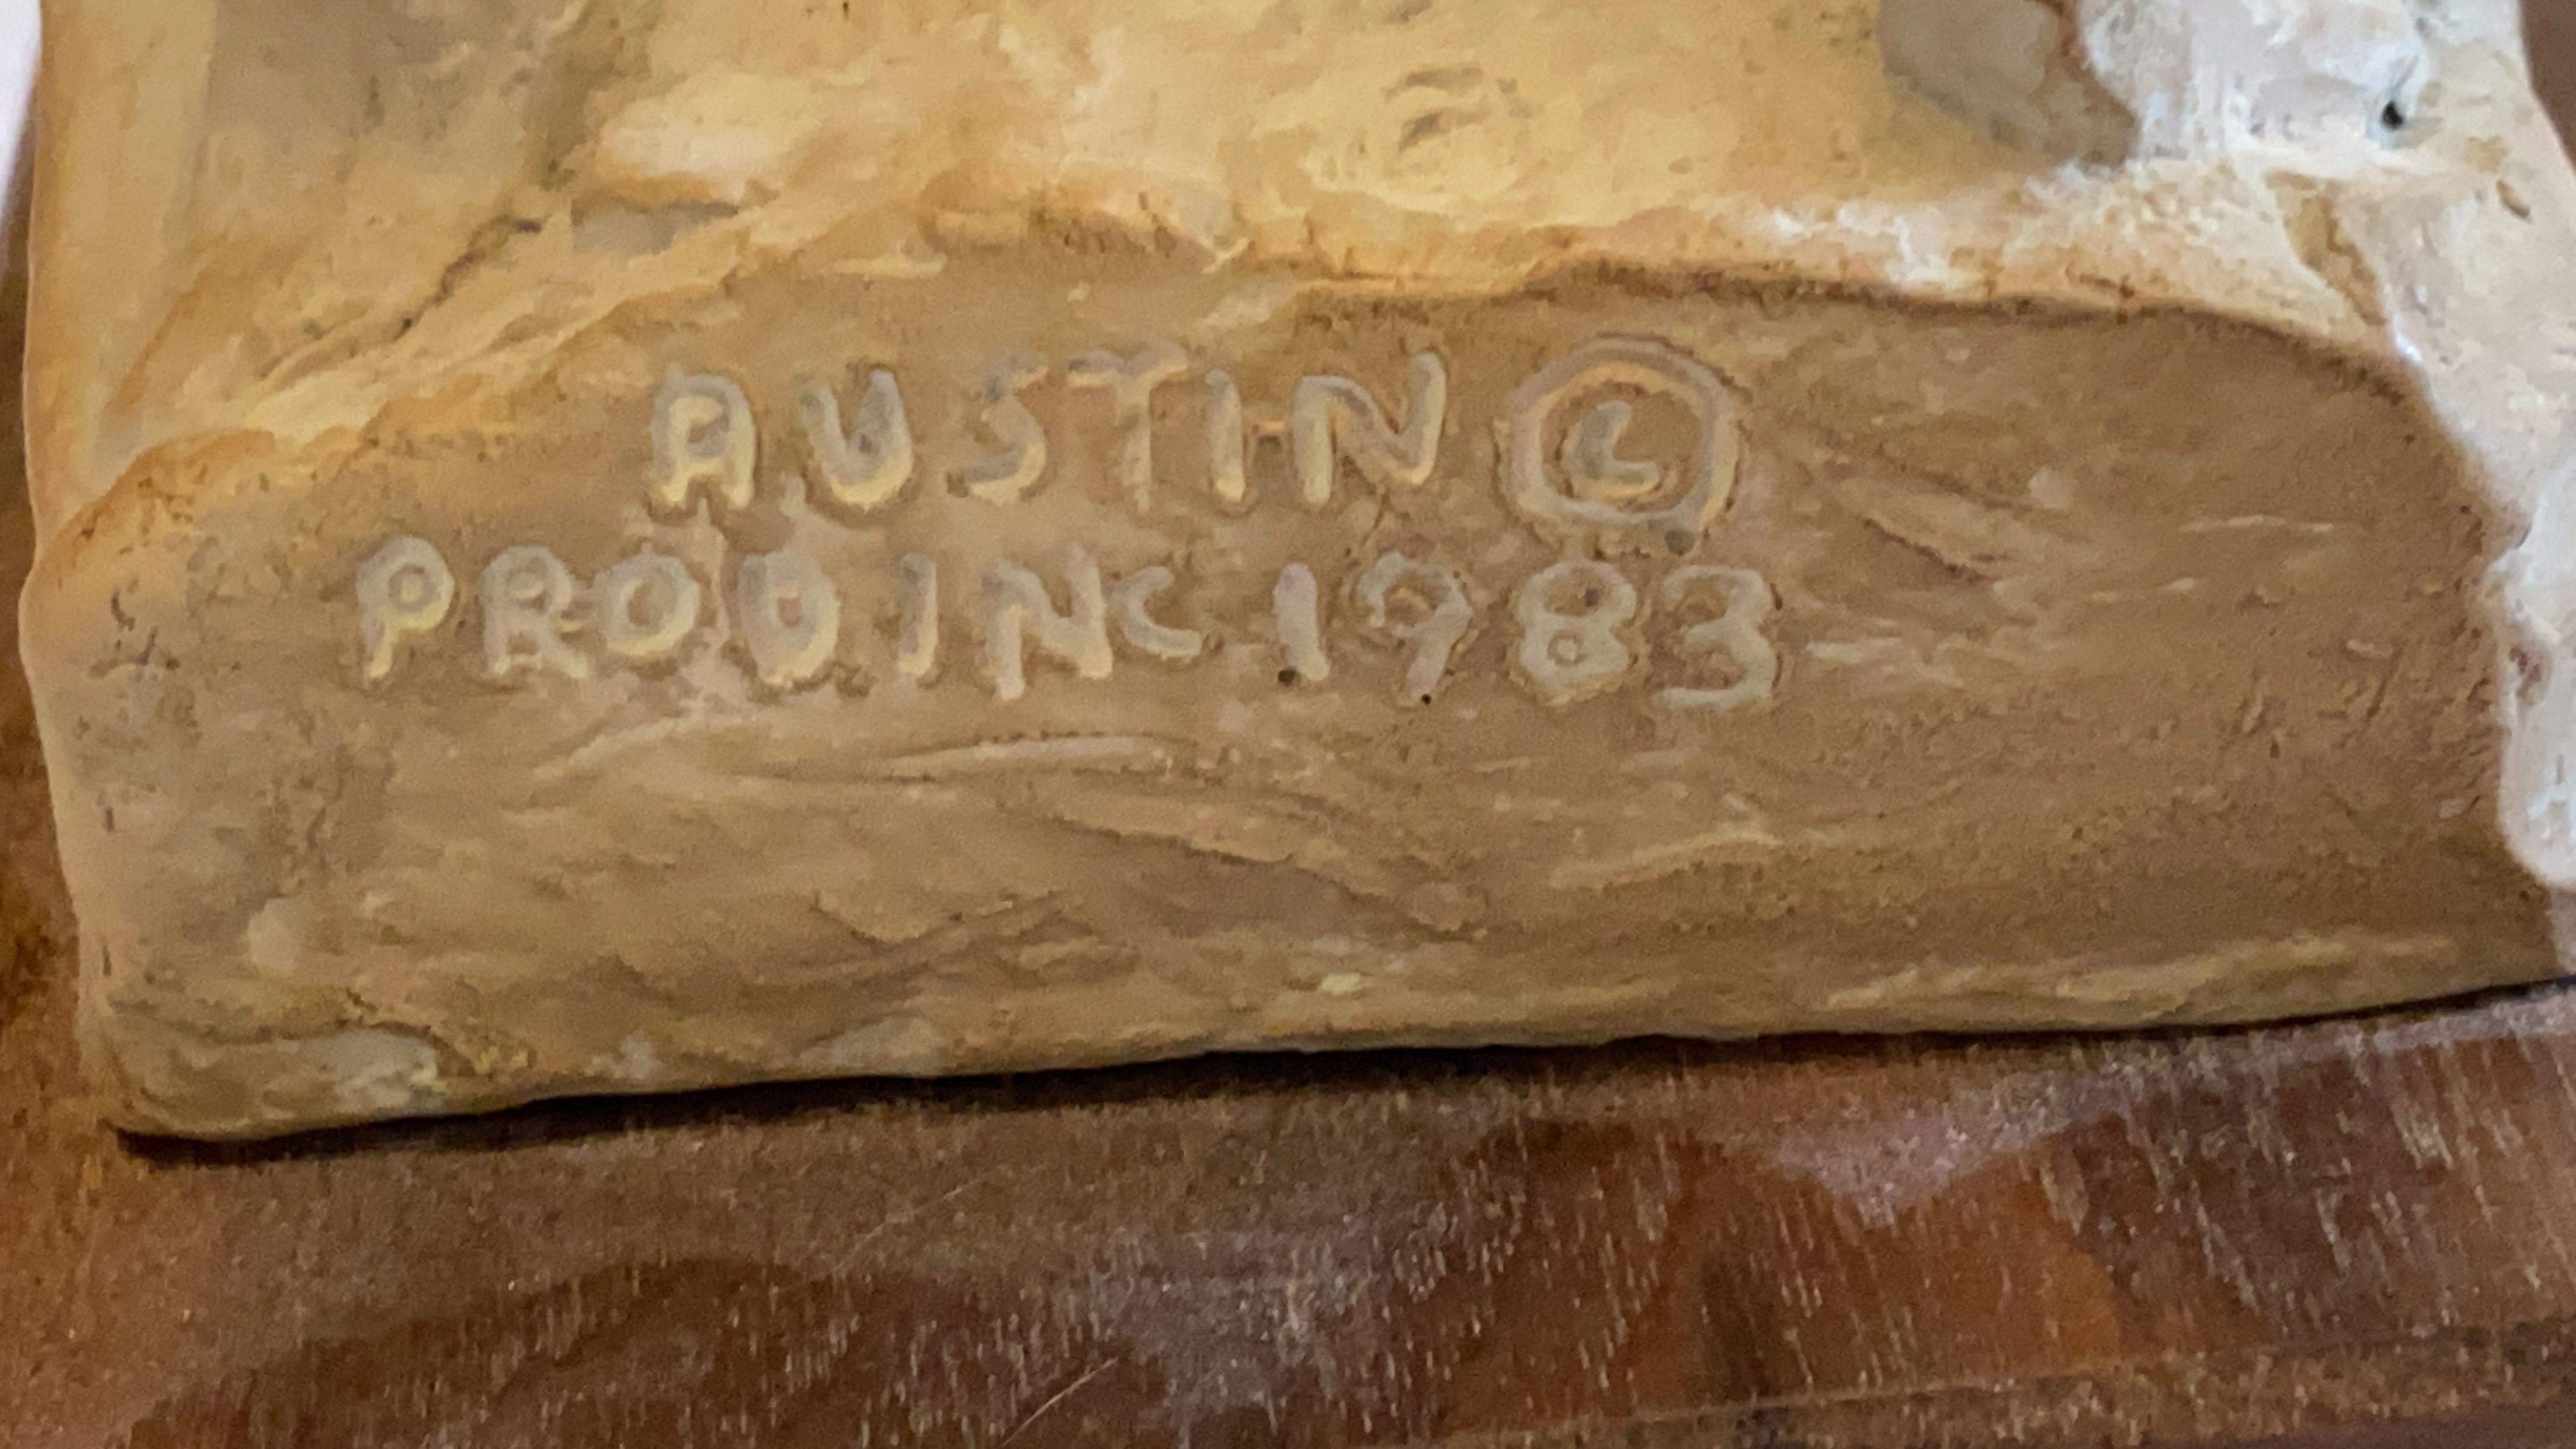 AUSTIN ©
PROD INC 1983